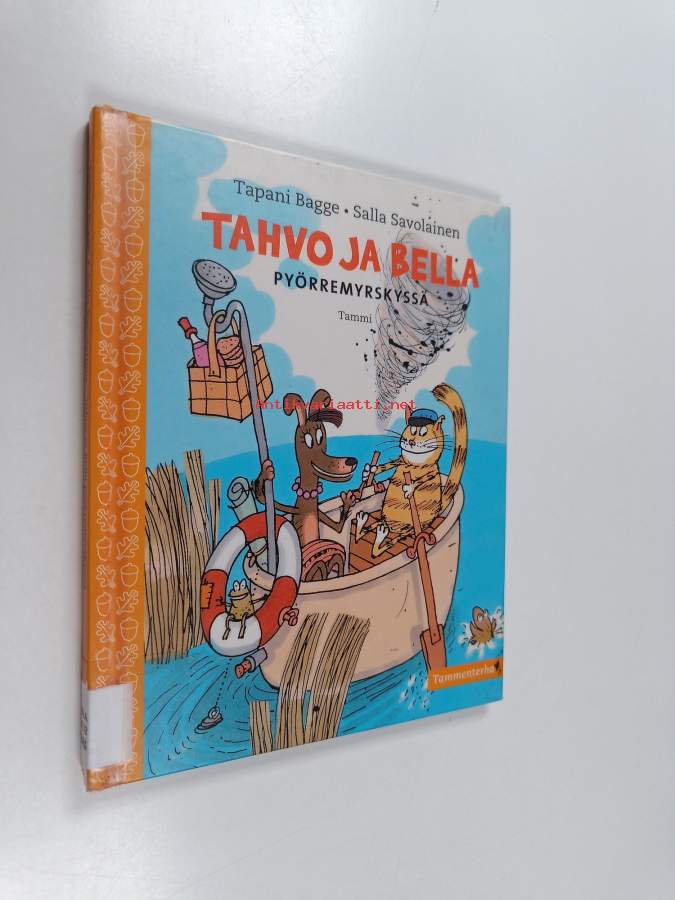 Tapani Bagge • Salla Savolainen
TAHVO JA BELLA
PYÖRREMYRSKYSSÄ
Tammi
Antikvariaatti.net
Tammenterho